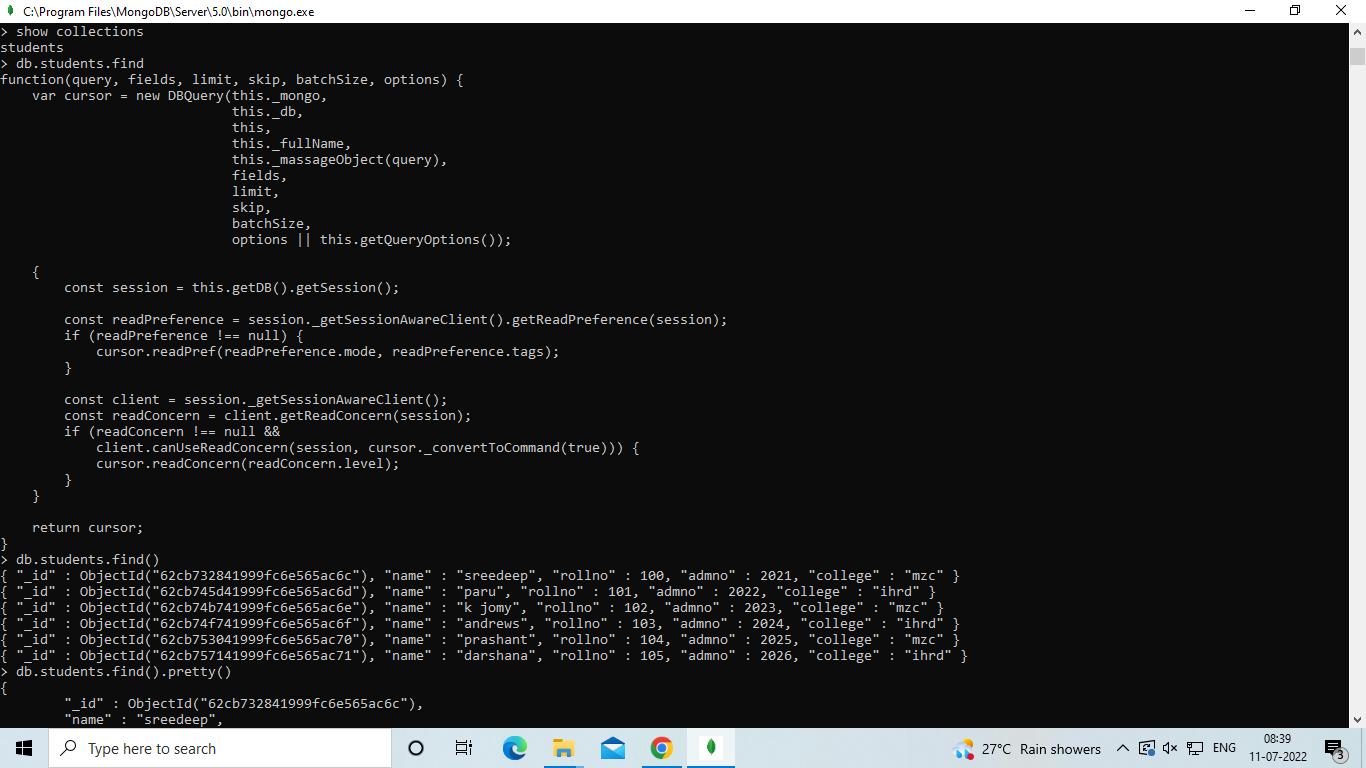 C:\Program Files\MongoDB\Server\5.0\bin\mongo.exe
> show collections
students
> db.students.find
function(query, fields, limit, skip, batchSize, options) {
    var cursor = new DBQuery(this._mongo,
                             this._db,
                             this,
                             this._fullName,
                             this._massageObject(query),
                             fields,
                             limit,
                             skip,
                             batchSize,
                             options || this.getQueryOptions());
    {
        const session = this.getDB().getSession();
        const readPreference = session._getSessionAwareClient().getReadPreference(session);
        if (readPreference !== null) {
            cursor.readPref(readPreference.mode, readPreference.tags);
        }
        const client = session._getSessionAwareClient();
        const readConcern = client.getReadConcern(session);
        if (readConcern !== null &&
            client.canUseReadConcern(session, cursor._convertToCommand(true))) {
            cursor.readConcern(readConcern.level);
        }
    }
    return cursor;
}
> db.students.find()
{ "_id" : ObjectId("62cb732841999fc6e565ac6c"), "name" : "sreedeep", "rollno" : 100, "admno" : 2021, "college" : "mzc" }
{ "_id" : ObjectId("62cb745d41999fc6e565ac6d"), "name" : "paru", "rollno" : 101, "admno" : 2022, "college" : "ihrd" }
{ "_id" : ObjectId("62cb74b741999fc6e565ac6e"), "name" : "k jomy", "rollno" : 102, "admno" : 2023, "college" : "mzc" }
{ "_id" : ObjectId("62cb74f741999fc6e565ac6f"), "name" : "andrews", "rollno" : 103, "admno" : 2024, "college" : "ihrd" }
{ "_id" : ObjectId("62cb753041999fc6e565ac70"), "name" : "prashant", "rollno" : 104, "admno" : 2025, "college" : "mzc" }
{ "_id" : ObjectId("62cb757141999fc6e565ac71"), "name" : "darshana", "rollno" : 105, "admno" : 2026, "college" : "ihrd" }
> db.students.find().pretty()
{
        "_id" : ObjectId("62cb732841999fc6e565ac6c"),
        "name" : "sreedeep",
Type here to search
27°C Rain showers
ENG
08:39
11-07-2022
3